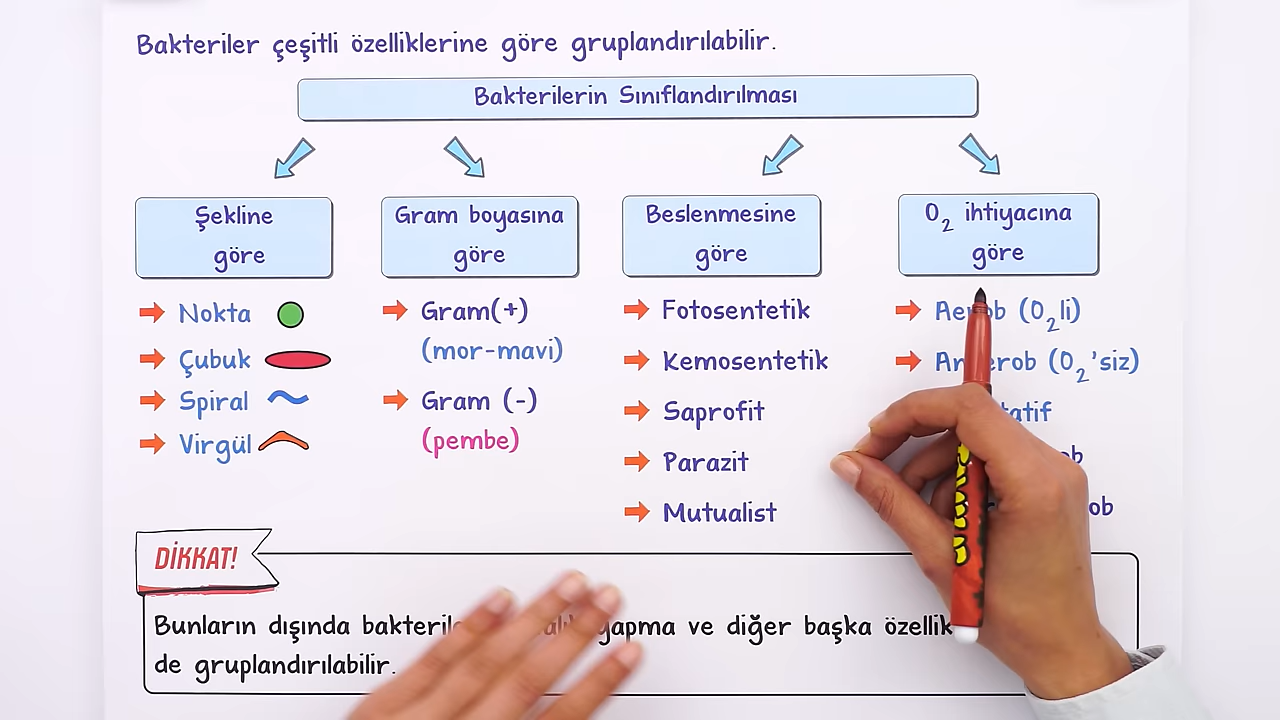 Bakteriler çeşitli özelliklerine göre gruplandırılabilir.
Bakterilerin Sınıflandırılması
Şekline
göre
Nokta
Çubuk
Spiral
Virgül
Gram boyasına
göre
Gram(+)
(mor-mavi)
Gram (-)
(pembe)
Beslenmesine
göre
Fotosentetik
Kemosentetik
Saprofit
Parazit
Mutualist
O2 ihtiyacına
göre
(O2li)
(O2'siz)
DİKKAT!
Bunların dışında yapma ve diğer başka
de gruplandırılabilir.